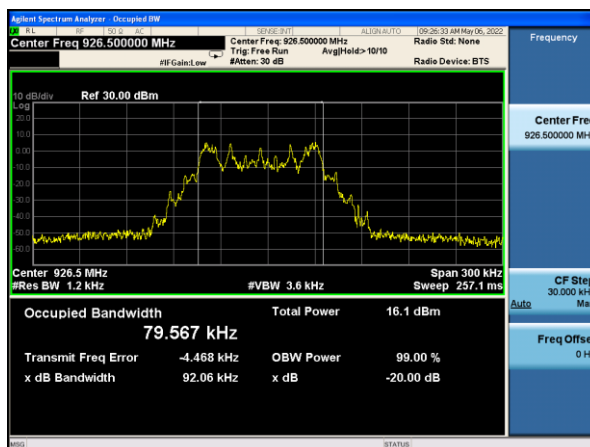 Agilent Spectrum Analyzer - Occupied BW
RL RF 50 Ω AC SENSE:INT ALIGNAUTO 09:26:33 AM May 06, 2022
Center Freq 926.500000 MHz
Center Freq: 926.500000 MHz
Radio Std: None
Trig: Free Run Avg|Hold:> 10/10
#IFGain:Low #Atten: 30 dB Radio Device: BTS
10 dB/div Ref 30.00 dBm
Log
20.0
10.0
0.00
-10.0
-20.0
-30.0
-40.0
-50.0
-60.0
Center 926.5 MHz Span 300 kHz
#Res BW 1.2 kHz #VBW 3.6 kHz Sweep 257.1 ms
Occupied Bandwidth Total Power 16.1 dBm
79.567 kHz
Transmit Freq Error -4.468 kHz OBW Power 99.00 %
x dB Bandwidth 92.06 kHz x dB -20.00 dB
MSG STATUS
Frequency
Center Fre
926.500000 MH
CF Step
30.000 kH
Auto Ma
Freq Offse
0 H